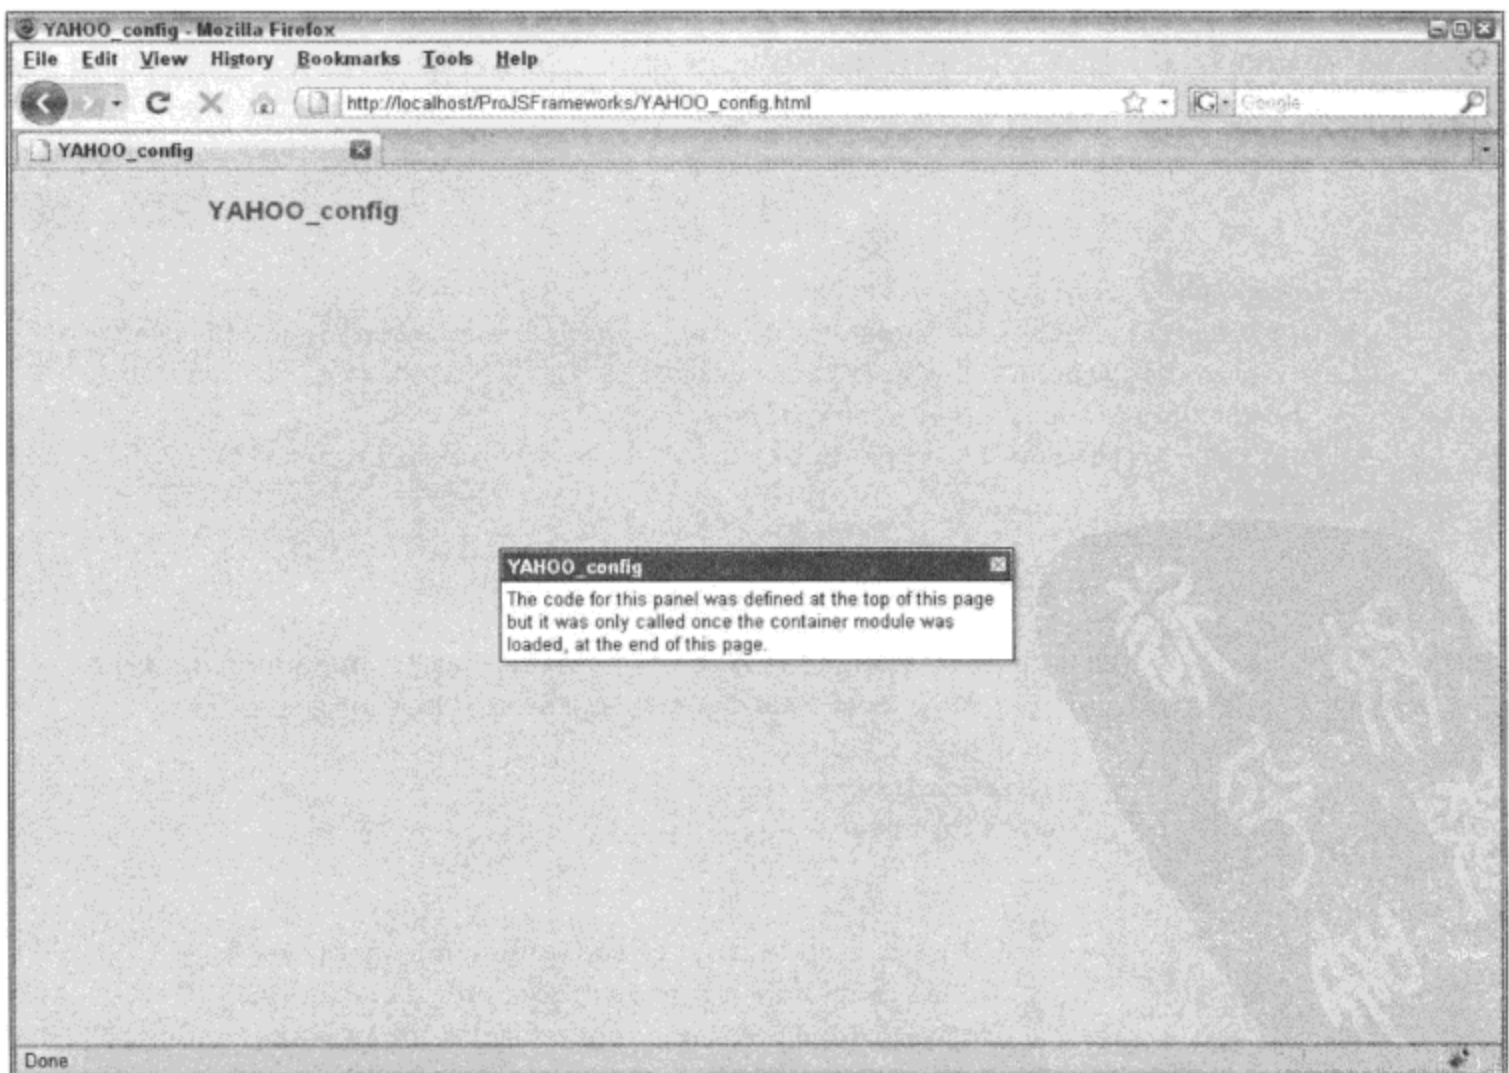 YAHOO_config - Mozilla Firefox
File Edit View History Bookmarks Tools Help
http://localhost/ProJSFrameworks/YAHOO_config.html
Google
YAHOO_config
YAHOO_config
YAHOO_config
The code for this panel was defined at the top of this page
but it was only called once the container module was
loaded, at the end of this page.
Done